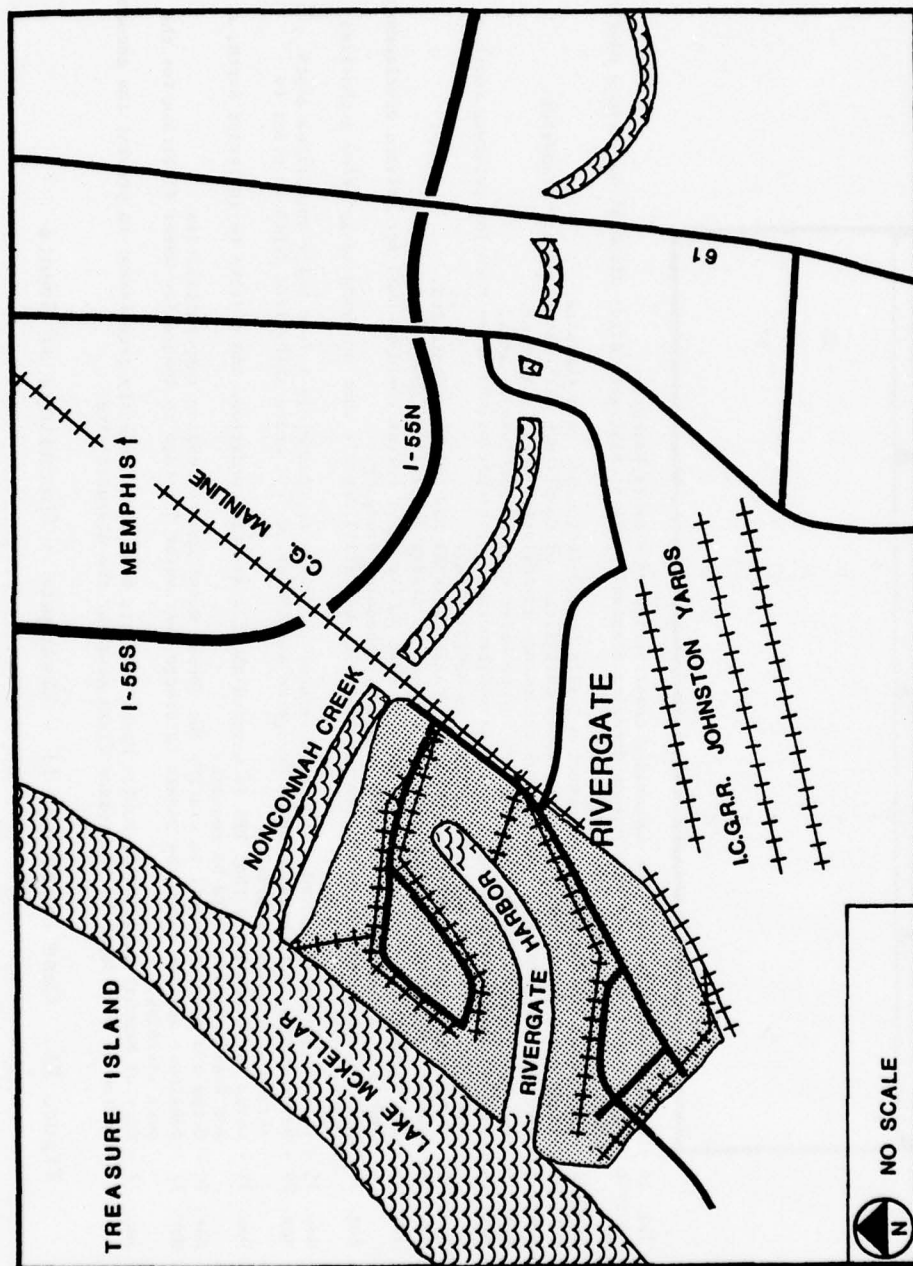 TREASURE ISLAND
I-55S
MEMPHIS
C.G. MAINLINE
I-55N
LAKE MCKELLAR
NONCONNAH CREEK
61
M
RIVERGATE HARBOR
RIVERGATE
I.C.G.R.R. JOHNSTON YARDS
N
NO SCALE